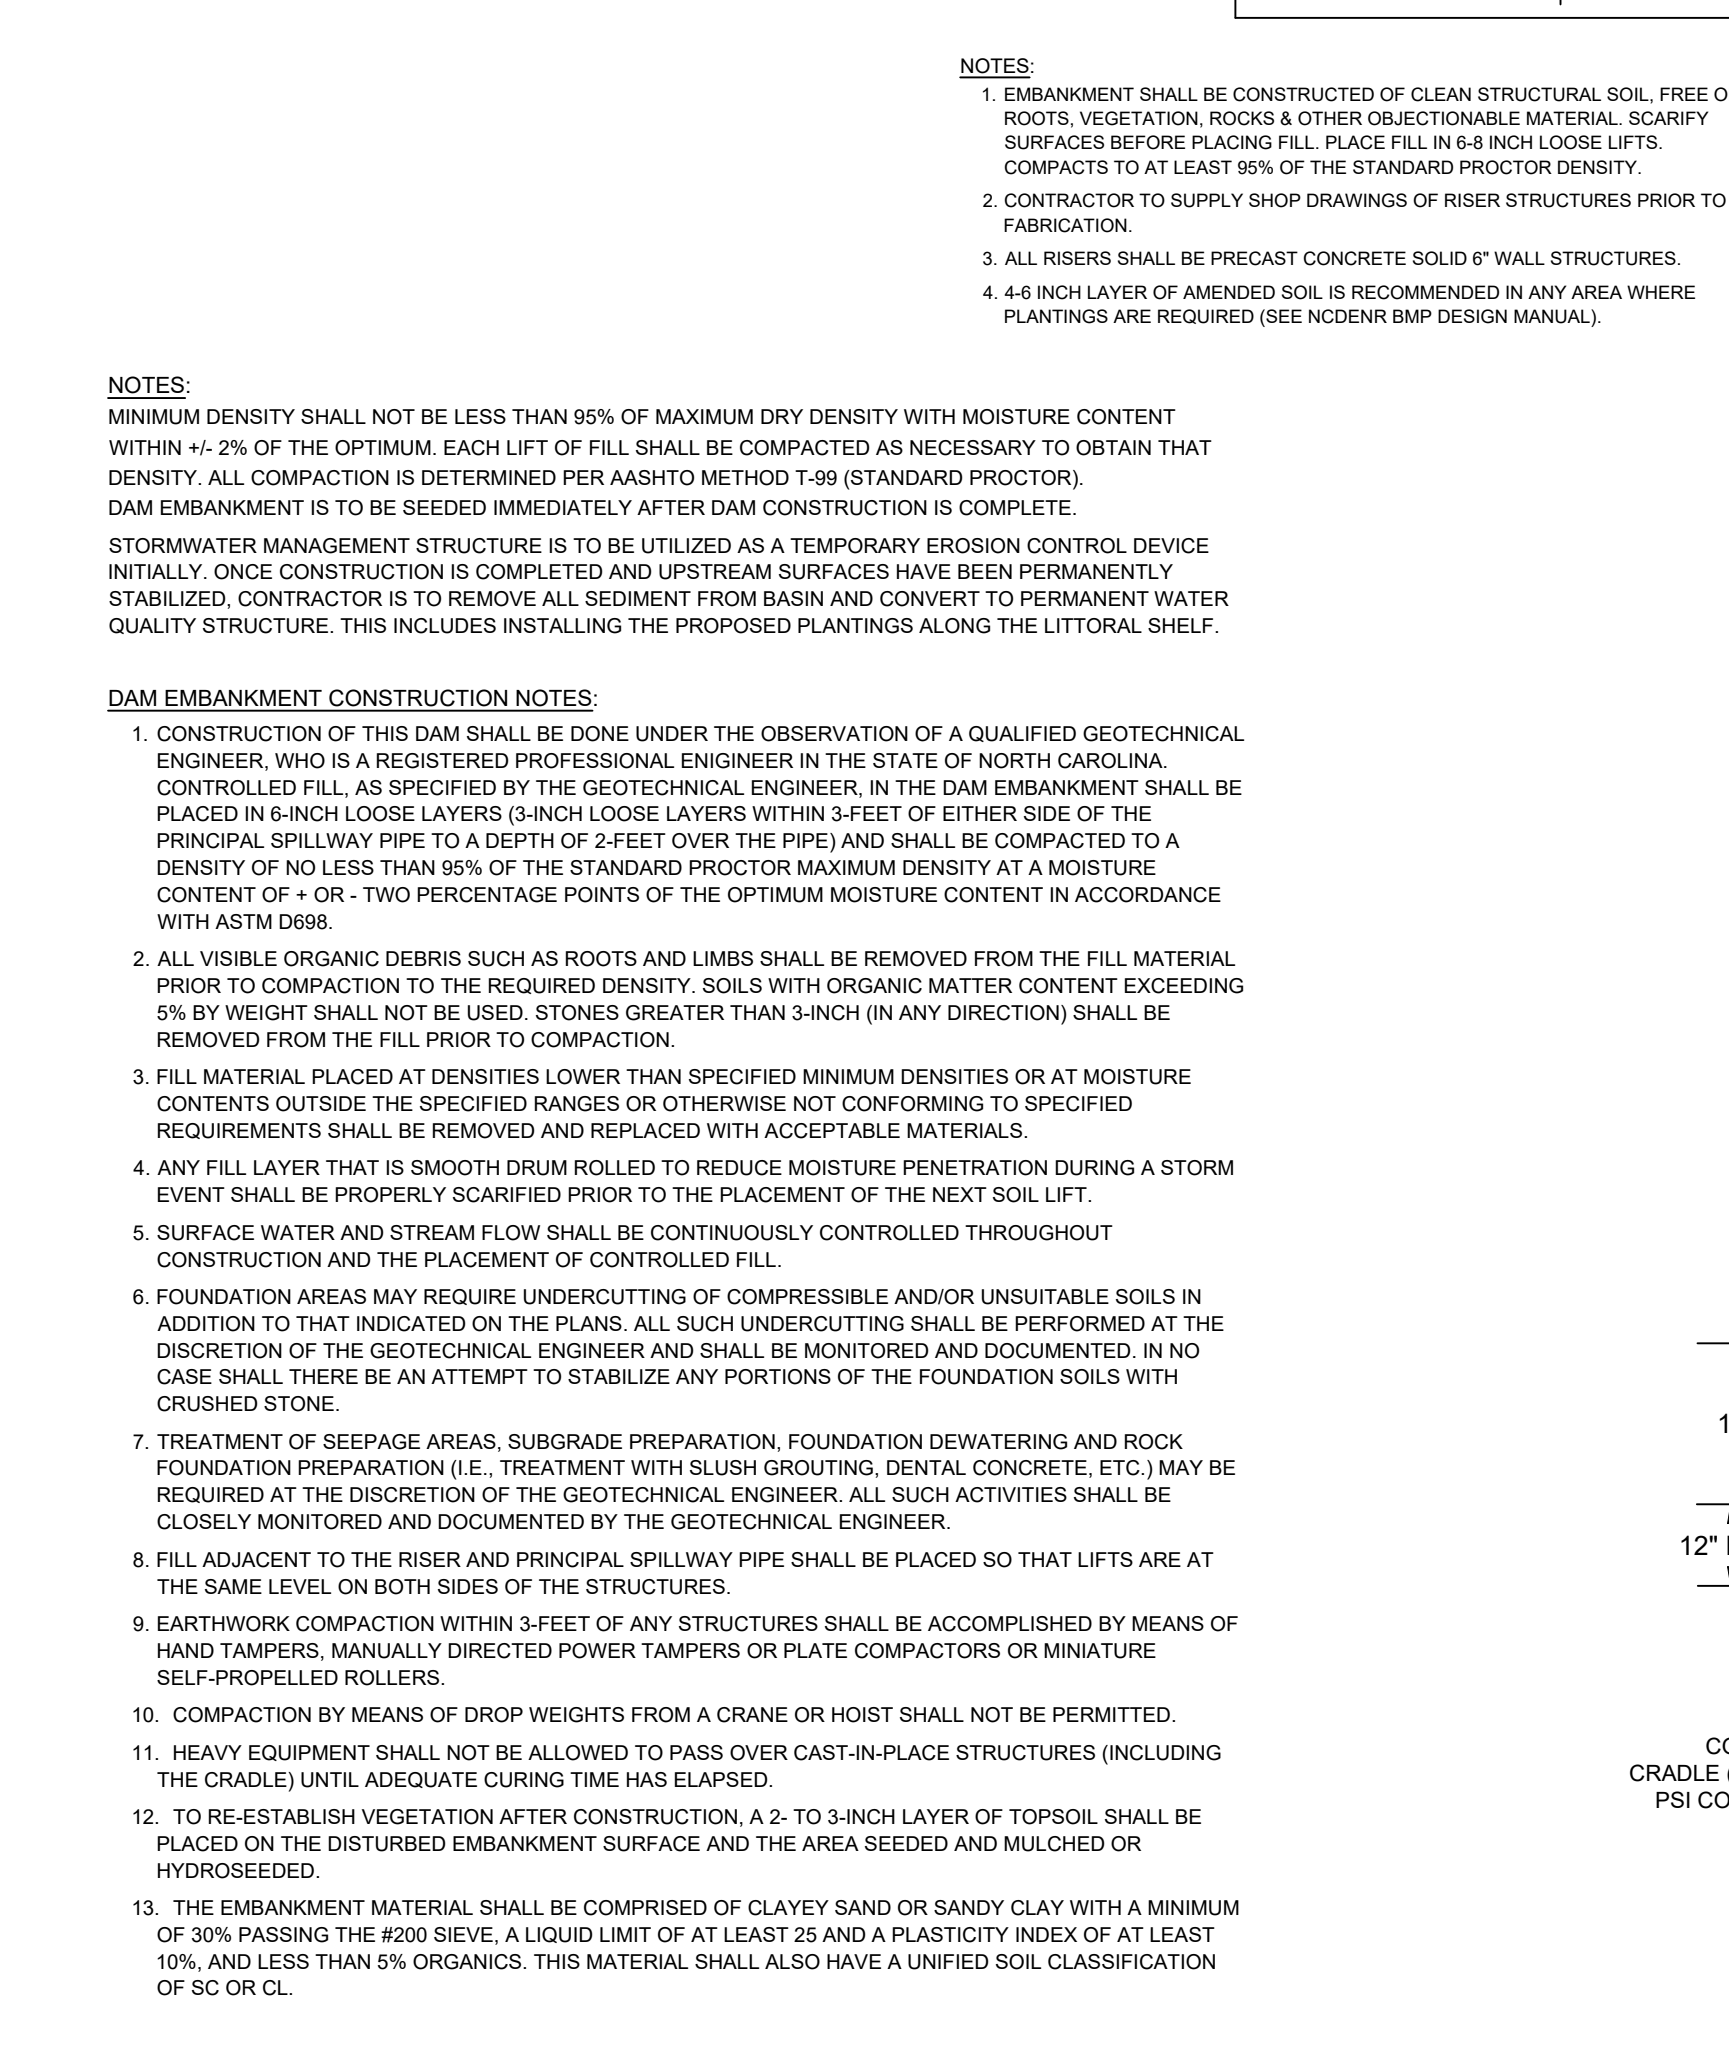 NOTES:
1. EMBANKMENT SHALL BE CONSTRUCTED OF CLEAN STRUCTURAL SOIL, FREE O
ROOTS, VEGETATION, ROCKS & OTHER OBJECTIONABLE MATERIAL. SCARIFY
SURFACES BEFORE PLACING FILL. PLACE FILL IN 6-8 INCH LOOSE LIFTS.
COMPACTS TO AT LEAST 95% OF THE STANDARD PROCTOR DENSITY.
2. CONTRACTOR TO SUPPLY SHOP DRAWINGS OF RISER STRUCTURES PRIOR TO
FABRICATION.
3. ALL RISERS SHALL BE PRECAST CONCRETE SOLID 6" WALL STRUCTURES.
4. 4-6 INCH LAYER OF AMENDED SOIL IS RECOMMENDED IN ANY AREA WHERE
PLANTINGS ARE REQUIRED (SEE NCDENR BMP DESIGN MANUAL).
NOTES:
MINIMUM DENSITY SHALL NOT BE LESS THAN 95% OF MAXIMUM DRY DENSITY WITH MOISTURE CONTENT
WITHIN +/- 2% OF THE OPTIMUM. EACH LIFT OF FILL SHALL BE COMPACTED AS NECESSARY TO OBTAIN THAT
DENSITY. ALL COMPACTION IS DETERMINED PER AASHTO METHOD T-99 (STANDARD PROCTOR).
DAM EMBANKMENT IS TO BE SEEDED IMMEDIATELY AFTER DAM CONSTRUCTION IS COMPLETE.
STORMWATER MANAGEMENT STRUCTURE IS TO BE UTILIZED AS A TEMPORARY EROSION CONTROL DEVICE
INITIALLY. ONCE CONSTRUCTION IS COMPLETED AND UPSTREAM SURFACES HAVE BEEN PERMANENTLY
STABILIZED, CONTRACTOR IS TO REMOVE ALL SEDIMENT FROM BASIN AND CONVERT TO PERMANENT WATER
QUALITY STRUCTURE. THIS INCLUDES INSTALLING THE PROPOSED PLANTINGS ALONG THE LITTORAL SHELF.
DAM EMBANKMENT CONSTRUCTION NOTES:
1. CONSTRUCTION OF THIS DAM SHALL BE DONE UNDER THE OBSERVATION OF A QUALIFIED GEOTECHNICAL
ENGINEER, WHO IS A REGISTERED PROFESSIONAL ENIGINEER IN THE STATE OF NORTH CAROLINA.
CONTROLLED FILL, AS SPECIFIED BY THE GEOTECHNICAL ENGINEER, IN THE DAM EMBANKMENT SHALL BE
PLACED IN 6-INCH LOOSE LAYERS (3-INCH LOOSE LAYERS WITHIN 3-FEET OF EITHER SIDE OF THE
PRINCIPAL SPILLWAY PIPE TO A DEPTH OF 2-FEET OVER THE PIPE) AND SHALL BE COMPACTED TO A
DENSITY OF NO LESS THAN 95% OF THE STANDARD PROCTOR MAXIMUM DENSITY AT A MOISTURE
CONTENT OF + OR - TWO PERCENTAGE POINTS OF THE OPTIMUM MOISTURE CONTENT IN ACCORDANCE
WITH ASTM D698.
2. ALL VISIBLE ORGANIC DEBRIS SUCH AS ROOTS AND LIMBS SHALL BE REMOVED FROM THE FILL MATERIAL
PRIOR TO COMPACTION TO THE REQUIRED DENSITY. SOILS WITH ORGANIC MATTER CONTENT EXCEEDING
5% BY WEIGHT SHALL NOT BE USED. STONES GREATER THAN 3-INCH (IN ANY DIRECTION) SHALL BE
REMOVED FROM THE FILL PRIOR TO COMPACTION.
3. FILL MATERIAL PLACED AT DENSITIES LOWER THAN SPECIFIED MINIMUM DENSITIES OR AT MOISTURE
CONTENTS OUTSIDE THE SPECIFIED RANGES OR OTHERWISE NOT CONFORMING TO SPECIFIED
REQUIREMENTS SHALL BE REMOVED AND REPLACED WITH ACCEPTABLE MATERIALS.
4. ANY FILL LAYER THAT IS SMOOTH DRUM ROLLED TO REDUCE MOISTURE PENETRATION DURING A STORM
EVENT SHALL BE PROPERLY SCARIFIED PRIOR TO THE PLACEMENT OF THE NEXT SOIL LIFT.
5. SURFACE WATER AND STREAM FLOW SHALL BE CONTINUOUSLY CONTROLLED THROUGHOUT
CONSTRUCTION AND THE PLACEMENT OF CONTROLLED FILL.
6. FOUNDATION AREAS MAY REQUIRE UNDERCUTTING OF COMPRESSIBLE AND/OR UNSUITABLE SOILS IN
ADDITION TO THAT INDICATED ON THE PLANS. ALL SUCH UNDERCUTTING SHALL BE PERFORMED AT THE
DISCRETION OF THE GEOTECHNICAL ENGINEER AND SHALL BE MONITORED AND DOCUMENTED. IN NO
CASE SHALL THERE BE AN ATTEMPT TO STABILIZE ANY PORTIONS OF THE FOUNDATION SOILS WITH
CRUSHED STONE.
7. TREATMENT OF SEEPAGE AREAS, SUBGRADE PREPARATION, FOUNDATION DEWATERING AND ROCK
FOUNDATION PREPARATION (I.E., TREATMENT WITH SLUSH GROUTING, DENTAL CONCRETE, ETC.) MAY BE
REQUIRED AT THE DISCRETION OF THE GEOTECHNICAL ENGINEER. ALL SUCH ACTIVITIES SHALL BE
CLOSELY MONITORED AND DOCUMENTED BY THE GEOTECHNICAL ENGINEER.
8. FILL ADJACENT TO THE RISER AND PRINCIPAL SPILLWAY PIPE SHALL BE PLACED SO THAT LIFTS ARE AT
THE SAME LEVEL ON BOTH SIDES OF THE STRUCTURES.
9. EARTHWORK COMPACTION WITHIN 3-FEET OF ANY STRUCTURES SHALL BE ACCOMPLISHED BY MEANS OF
HAND TAMPERS, MANUALLY DIRECTED POWER TAMPERS OR PLATE COMPACTORS OR MINIATURE
SELF-PROPELLED ROLLERS.
10. COMPACTION BY MEANS OF DROP WEIGHTS FROM A CRANE OR HOIST SHALL NOT BE PERMITTED.
11. HEAVY EQUIPMENT SHALL NOT BE ALLOWED TO PASS OVER CAST-IN-PLACE STRUCTURES (INCLUDING
THE CRADLE) UNTIL ADEQUATE CURING TIME HAS ELAPSED.
12. TO RE-ESTABLISH VEGETATION AFTER CONSTRUCTION, A 2- TO 3-INCH LAYER OF TOPSOIL SHALL BE
PLACED ON THE DISTURBED EMBANKMENT SURFACE AND THE AREA SEEDED AND MULCHED OR
HYDROSEEDED.
13. THE EMBANKMENT MATERIAL SHALL BE COMPRISED OF CLAYEY SAND OR SANDY CLAY WITH A MINIMUM
OF 30% PASSING THE #200 SIEVE, A LIQUID LIMIT OF AT LEAST 25 AND A PLASTICITY INDEX OF AT LEAST
10%, AND LESS THAN 5% ORGANICS. THIS MATERIAL SHALL ALSO HAVE A UNIFIED SOIL CLASSIFICATION
OF SC OR CL.
1
12"
CO
CRADLE (
PSI CO